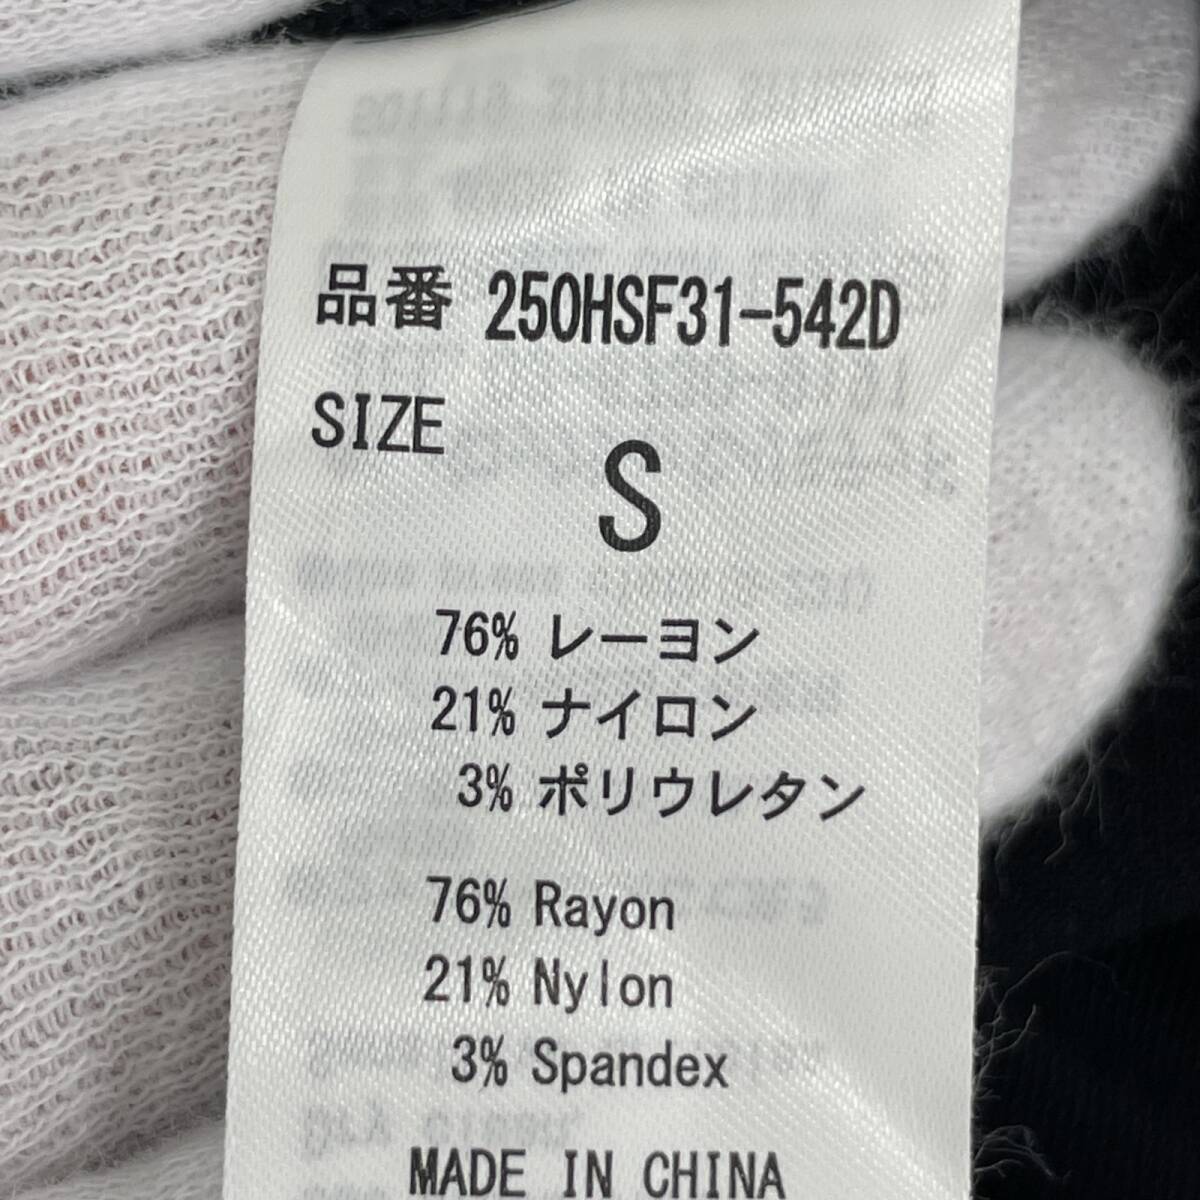 品番 250HSF31-542D
SIZE
S
76% レーヨン
21% ナイロン
3% ポリウレタン
76% Rayon
21% Nylon
3% Spandex
MADE IN CHINA